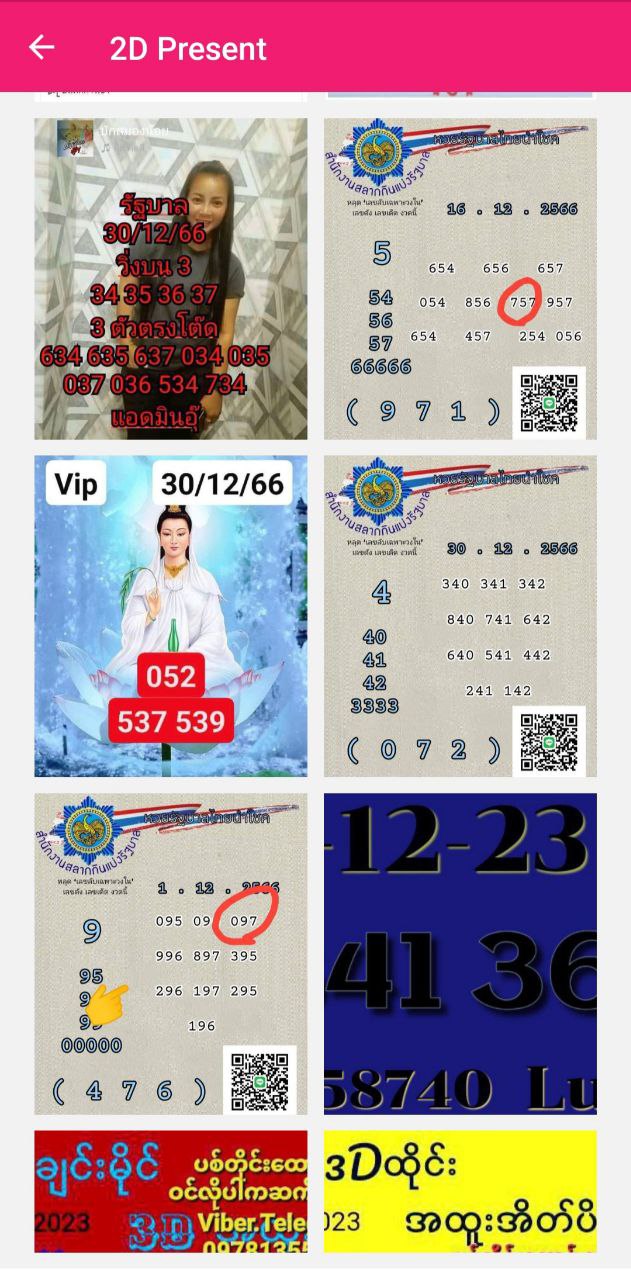 2D Present
รัฐบาล
30/12/66
วิ่งบน 3
34 35 36 37
3 ตัวตรงโต๊ด
634 635 637 034 035
037 036 534 734
แอดมินอุ๊
หวยรัฐบาลไทยนำโชค
สำนักงานสลากกินแบ่งรัฐบาล
16 . 12 . 2566
5
654 656 657
54 054 856 757 957
56
57 654 457 254 056
66666
( 9 7 1 )
Vip 30/12/66
052
537 539
หวยรัฐบาลไทยนำโชค
สำนักงานสลากกินแบ่งรัฐบาล
30 . 12 . 2566
4
340 341 342
840 741 642
40
41 640 541 442
42
241 142
3333
( 0 7 2 )
หวยรัฐบาลไทยนำโชค
สำนักงานสลากกินแบ่งรัฐบาล
1 . 12 . 2566
9
095 09 097
996 897 395
95
296 197 295
196
00000
( 4 7 6 )
-12-23
41 36
58740 Lu
ချင်းမိုင်
ပစ်တိုင်းထော
ဝင်လိုပါကဆက်
2023
3D
Viber,Tele
09781355
3Dထိုင်း
023 အထူးအိတ်ပိ